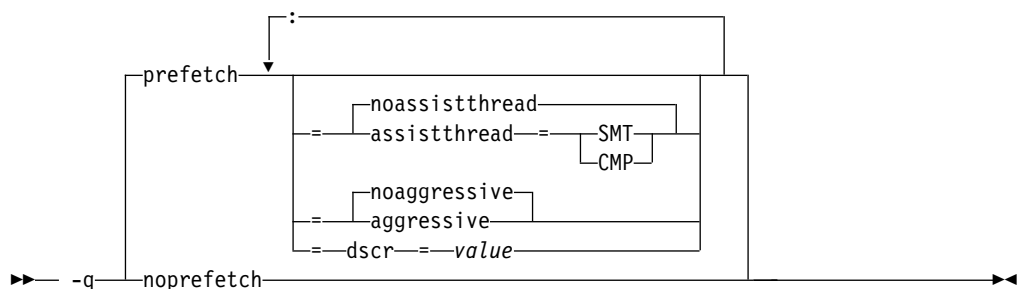 :
prefetch
noassistthread
= assistthread = SMT
CMP
noaggressive
= aggressive
= dscr = value
-q noprefetch